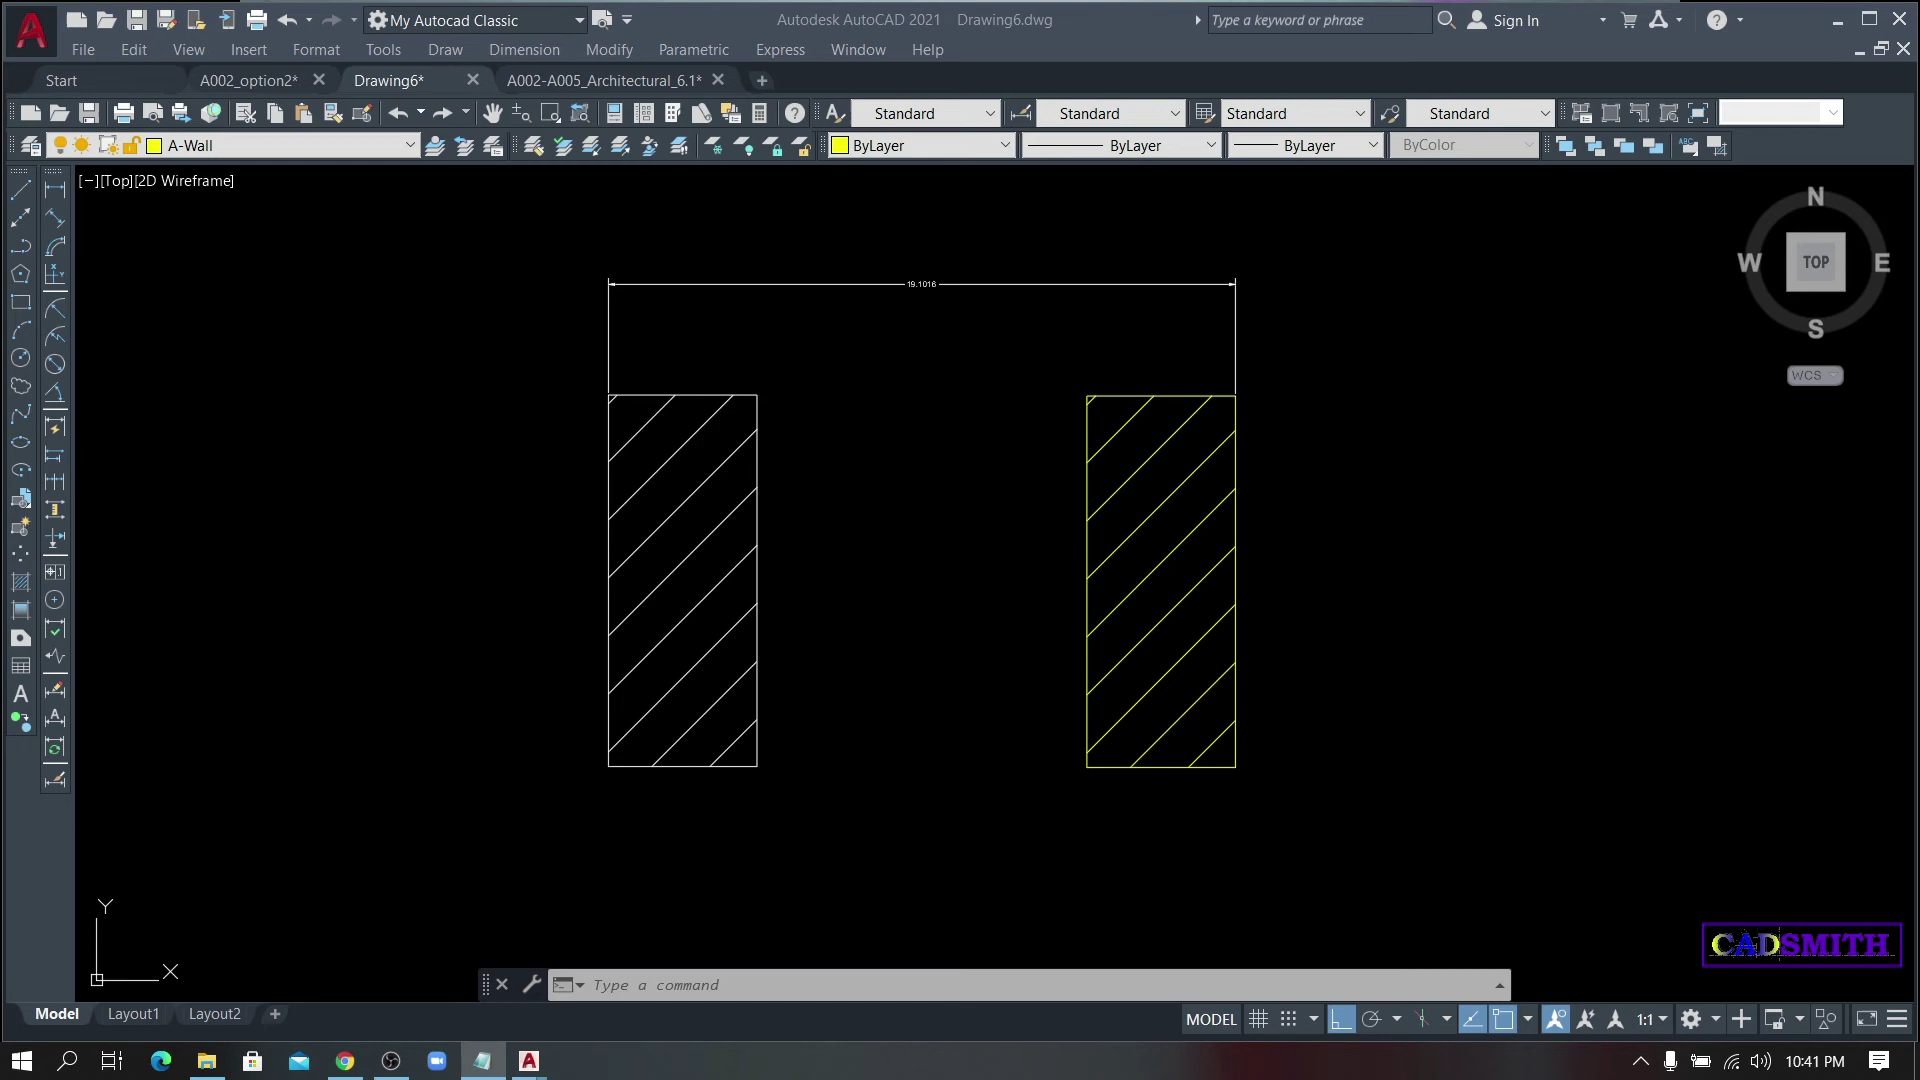 My Autocad Classic
Autodesk AutoCAD 2021 Drawing6.dwg
Type a keyword or phrase
Sign In
File Edit View Insert Format Tools Draw Dimension Modify Parametric Express Window Help
Start A002_option2* Drawing6* A002-A005_Architectural_6.1*
Standard Standard Standard Standard
A-Wall ByLayer ByLayer ByLayer ByColor
[−][Top][2D Wireframe]
N
W TOP E
S
WCS
19.1016
Y
X
CADSMITH
Type a command
Model Layout1 Layout2
MODEL 1:1
10:41 PM